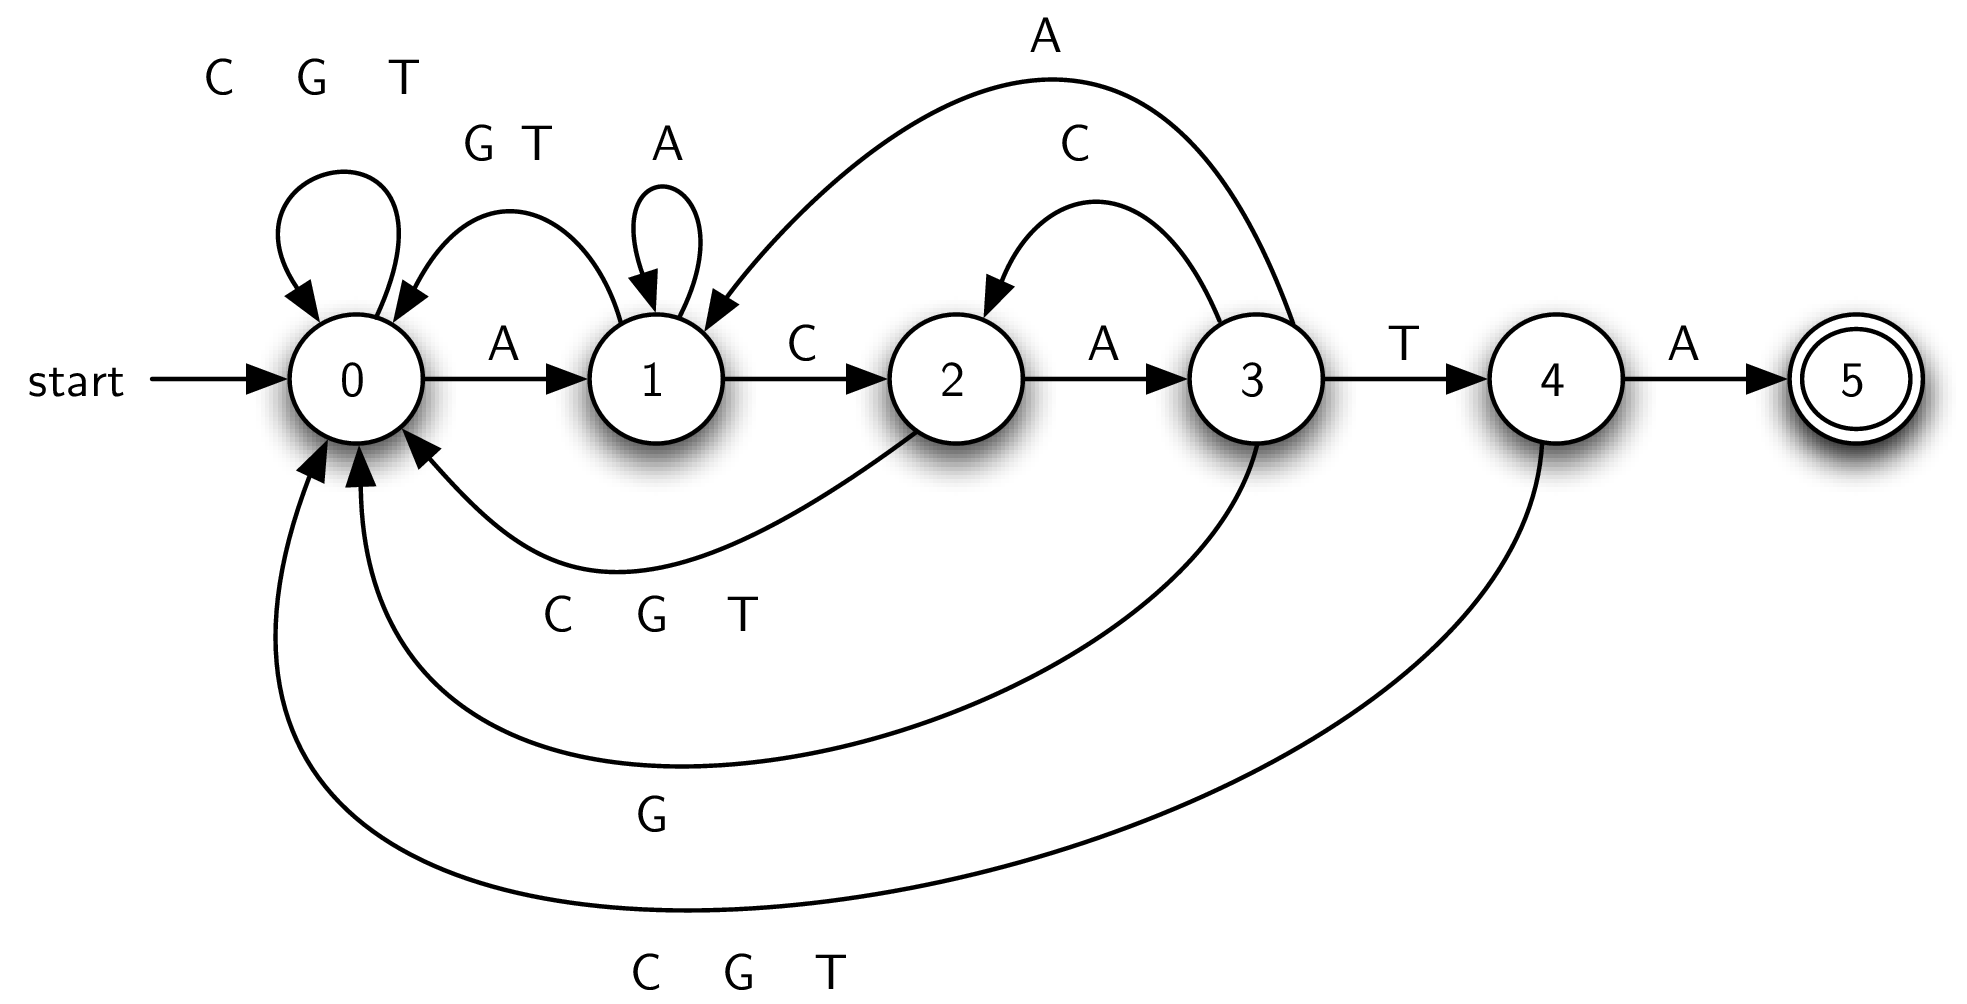 A
C G T
G T A C
A C A T A
start 0 1 2 3 4 5
C G T
G
C G T